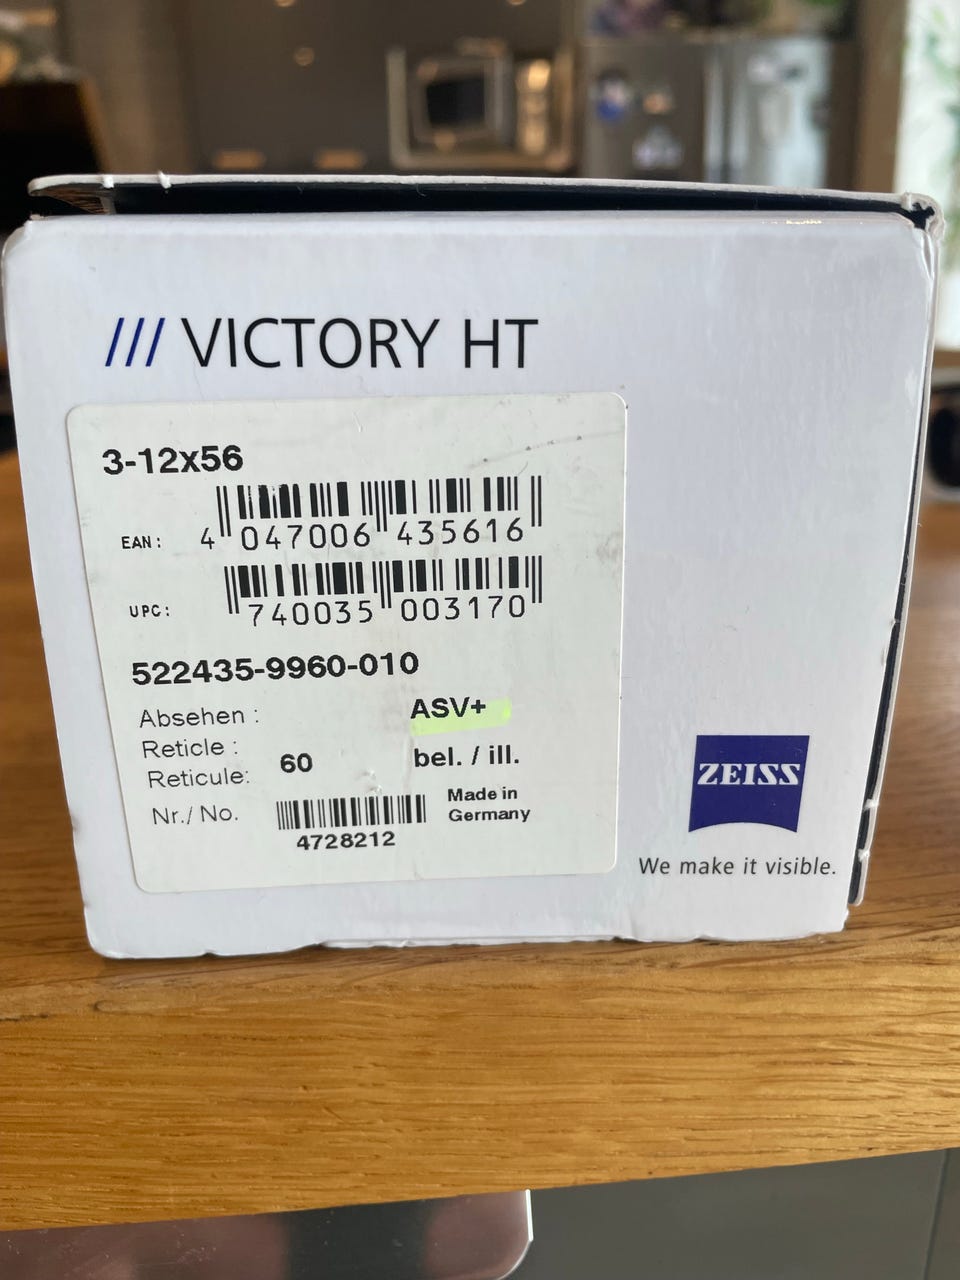 /// VICTORY HT
3-12x56
EAN: 4 047006 435616
UPC: 740035 003170
522435-9960-010
Absehen : ASV+
Reticle :
Reticule: 60 bel. / ill.
Nr./ No. 4728212
Made in
Germany
ZEISS
We make it visible.